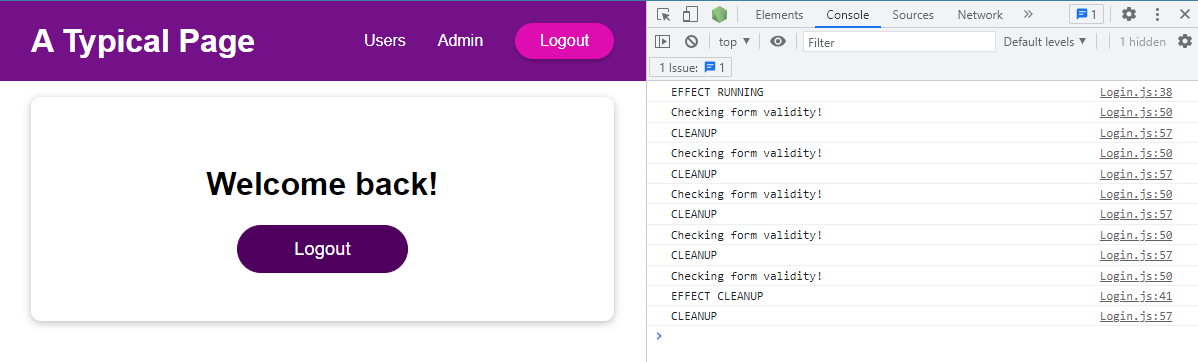 A Typical Page Users Admin Logout
Welcome back!
Logout
Elements Console Sources Network » 1
top ▼ Filter Default levels ▼ 1 hidden
1 Issue: 1
EFFECT RUNNING Login.js:38
Checking form validity! Login.js:50
CLEANUP Login.js:57
Checking form validity! Login.js:50
CLEANUP Login.js:57
Checking form validity! Login.js:50
CLEANUP Login.js:57
Checking form validity! Login.js:50
CLEANUP Login.js:57
Checking form validity! Login.js:50
EFFECT CLEANUP Login.js:41
CLEANUP Login.js:57